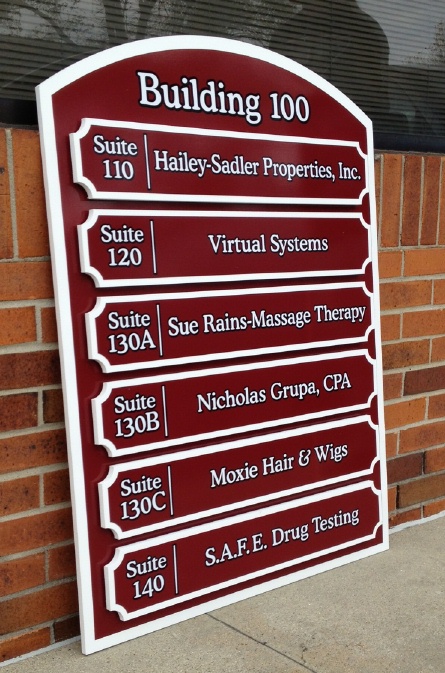 Building 100
Suite
110
Hailey-Sadler Properties, Inc.
Suite
120
Virtual Systems
Suite
130A
Sue Rains-Massage Therapy
Suite
130B
Nicholas Grupa, CPA
Suite
130C
Moxie Hair & Wigs
Suite
140
S.A.F.E. Drug Testing